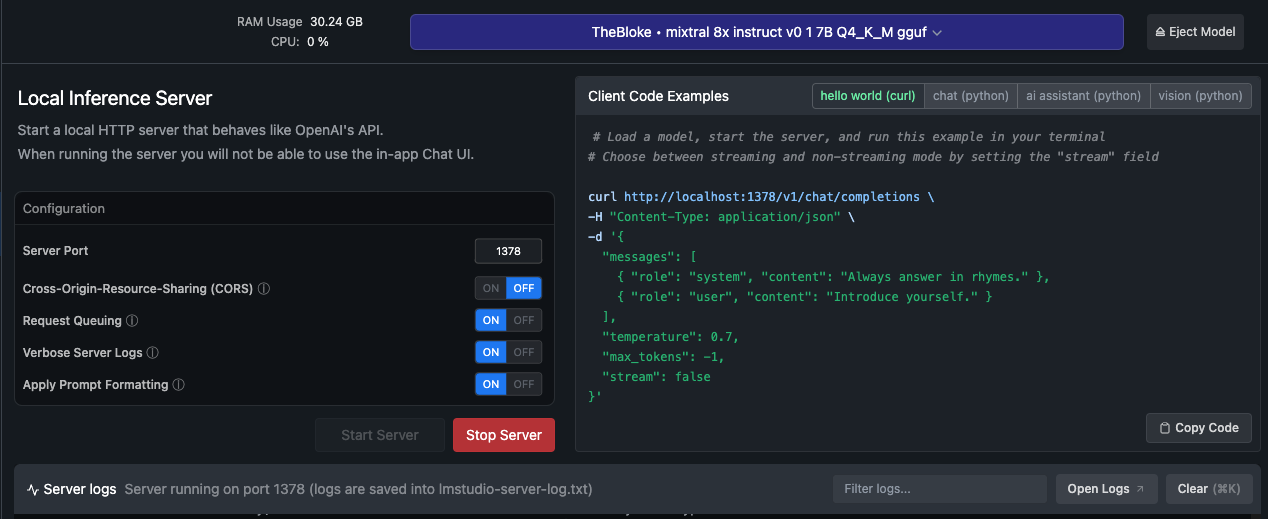 RAM Usage 30.24 GB
CPU: 0 %
TheBloke • mixtral 8x instruct v0 1 7B Q4_K_M gguf
Eject Model
Local Inference Server
Start a local HTTP server that behaves like OpenAI's API.
When running the server you will not be able to use the in-app Chat UI.
Configuration
Server Port 1378
Cross-Origin-Resource-Sharing (CORS) ⓘ ON OFF
Request Queuing ⓘ ON OFF
Verbose Server Logs ⓘ ON OFF
Apply Prompt Formatting ⓘ ON OFF
Start Server Stop Server
Client Code Examples hello world (curl) chat (python) ai assistant (python) vision (python)
# Load a model, start the server, and run this example in your terminal
# Choose between streaming and non-streaming mode by setting the "stream" field
curl http://localhost:1378/v1/chat/completions \
-H "Content-Type: application/json" \
-d '{
"messages": [
{ "role": "system", "content": "Always answer in rhymes." },
{ "role": "user", "content": "Introduce yourself." }
],
"temperature": 0.7,
"max_tokens": -1,
"stream": false
}'
Copy Code
Server logs Server running on port 1378 (logs are saved into lmstudio-server-log.txt) Filter logs... Open Logs ↗ Clear (⌘K)